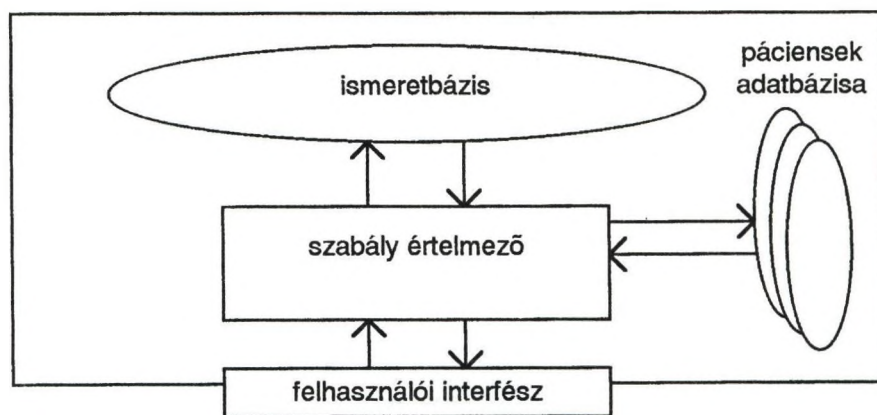 ismeretbázis
páciensek
adatbázisa
szabály értelmező
felhasználói interfész